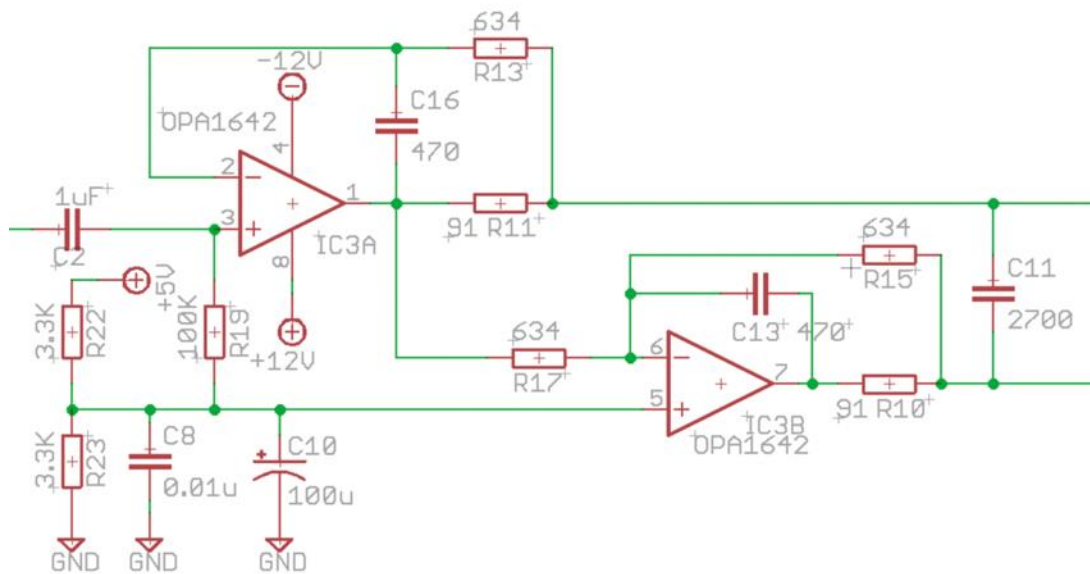 634
R13
-12V
OPA1642
C16
470
4
2
1
1uF
3
C2
91 R11
IC3A
8
634
R15
C11
2700
+5V
3.3K
R22
100K
R19
+12V
634
R17
C13 470
6
7
5
91 R10
IC3B
OPA1642
3.3K
R23
C8
0.01u
C10
100u
GND
GND
GND